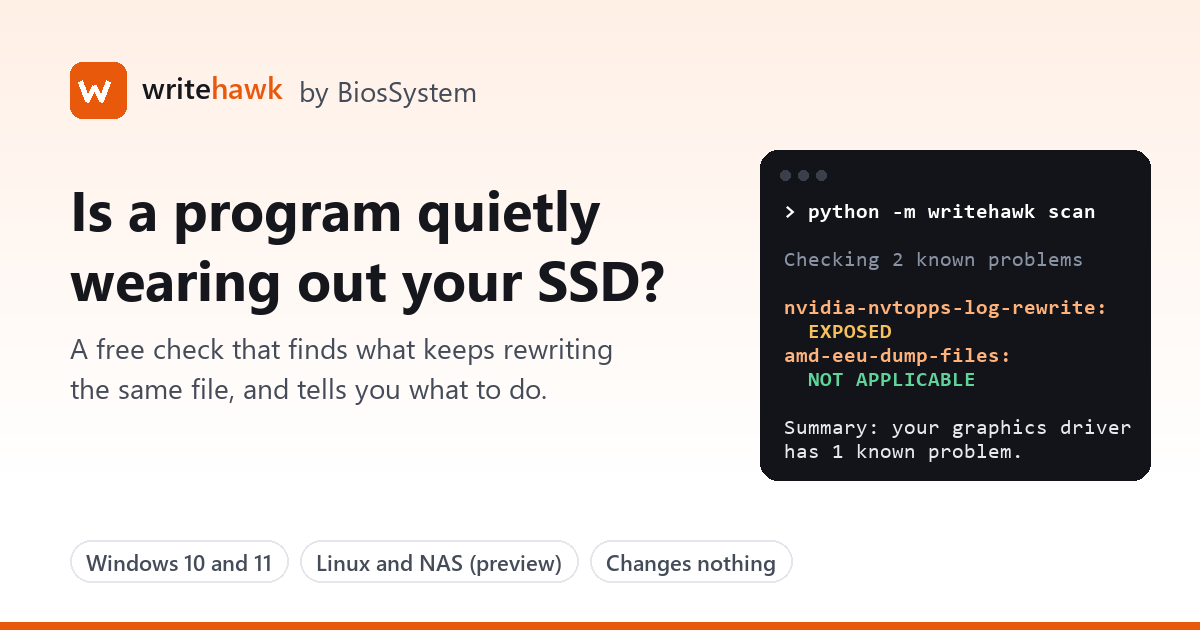 W
writehawk by BiosSystem
Is a program quietly
wearing out your SSD?
A free check that finds what keeps rewriting
the same file, and tells you what to do.
> python -m writehawk scan
Checking 2 known problems
nvidia-nvtopps-log-rewrite:
EXPOSED
amd-eeu-dump-files:
NOT APPLICABLE
Summary: your graphics driver
has 1 known problem.
Windows 10 and 11
Linux and NAS (preview)
Changes nothing